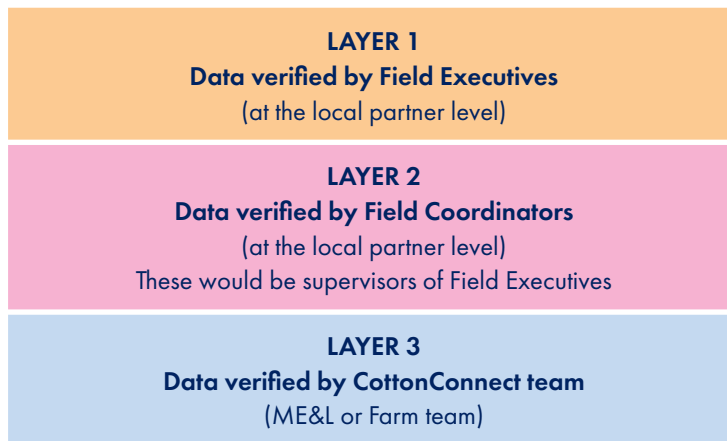 LAYER 1
Data verified by Field Executives
(at the local partner level)
LAYER 2
Data verified by Field Coordinators
(at the local partner level)
These would be supervisors of Field Executives
LAYER 3
Data verified by CottonConnect team
(ME&L or Farm team)